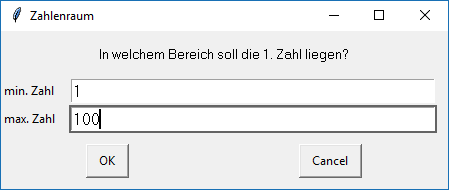 Zahlenraum
In welchem Bereich soll die 1. Zahl liegen?
min. Zahl 1
max. Zahl 100
OK Cancel